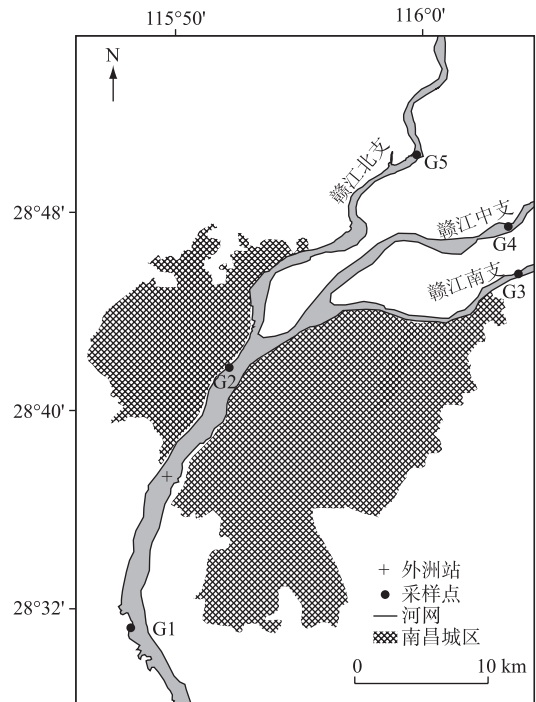 115°50′ 116°0′
N
赣江北支
G5
28°48′
赣江中支
G4
赣江南支
G3
G2
28°40′
外洲站
采样点
河网
28°32′
G1
南昌城区
0 10 km